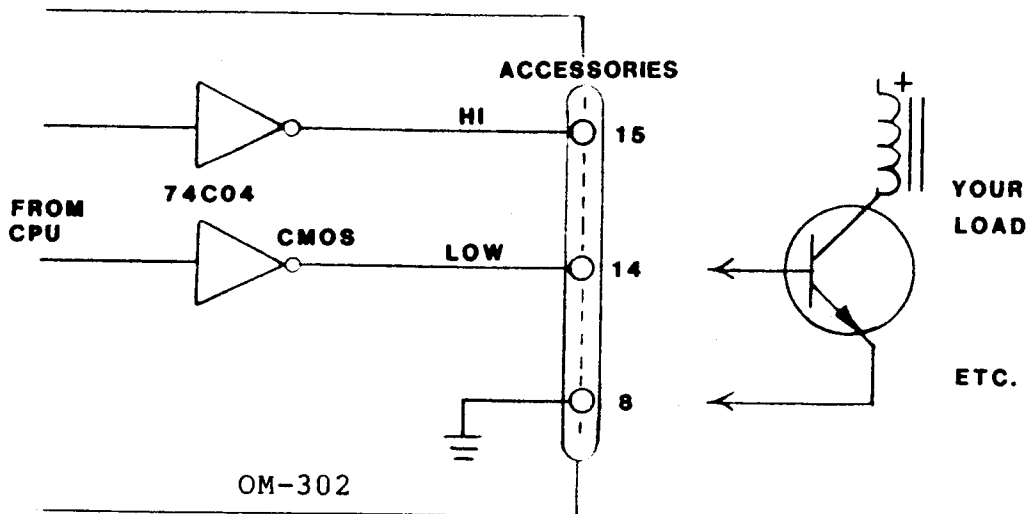 ACCESSORIES
+
HI
15
74C04
FROM
CPU
CMOS
LOW
14
YOUR
LOAD
8
ETC.
OM-302